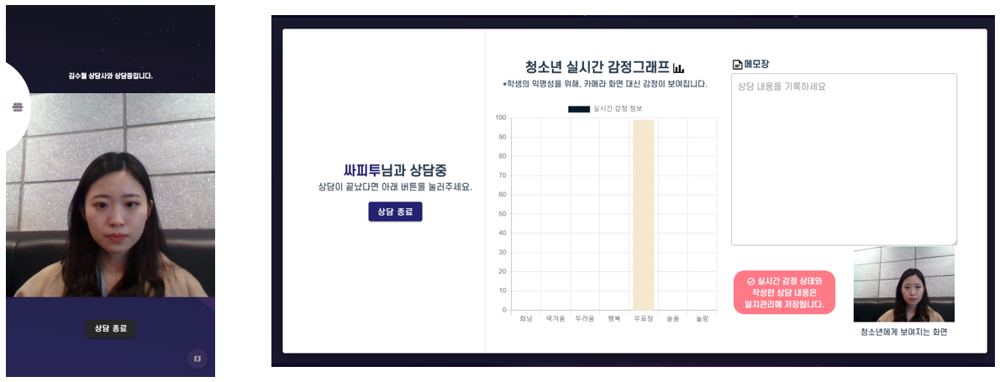 김수월 상담사와 상담중입니다.
상담 종료
싸피투님과 상담중
상담이 끝났다면 아래 버튼을 눌러주세요.
상담 종료
청소년 실시간 감정그래프
*학생의 익명성을 위해, 카메라 화면 대신 감정이 보여집니다.
실시간 감정 정보
100
90
80
70
60
50
40
30
20
10
0
화남 역겨움 두려움 행복 무표정 슬픔 놀람
메모장
상담 내용을 기록하세요
실시간 감정 상태와
작성한 상담 내용은
일지관리에 저장됩니다.
청소년에게 보여지는 화면